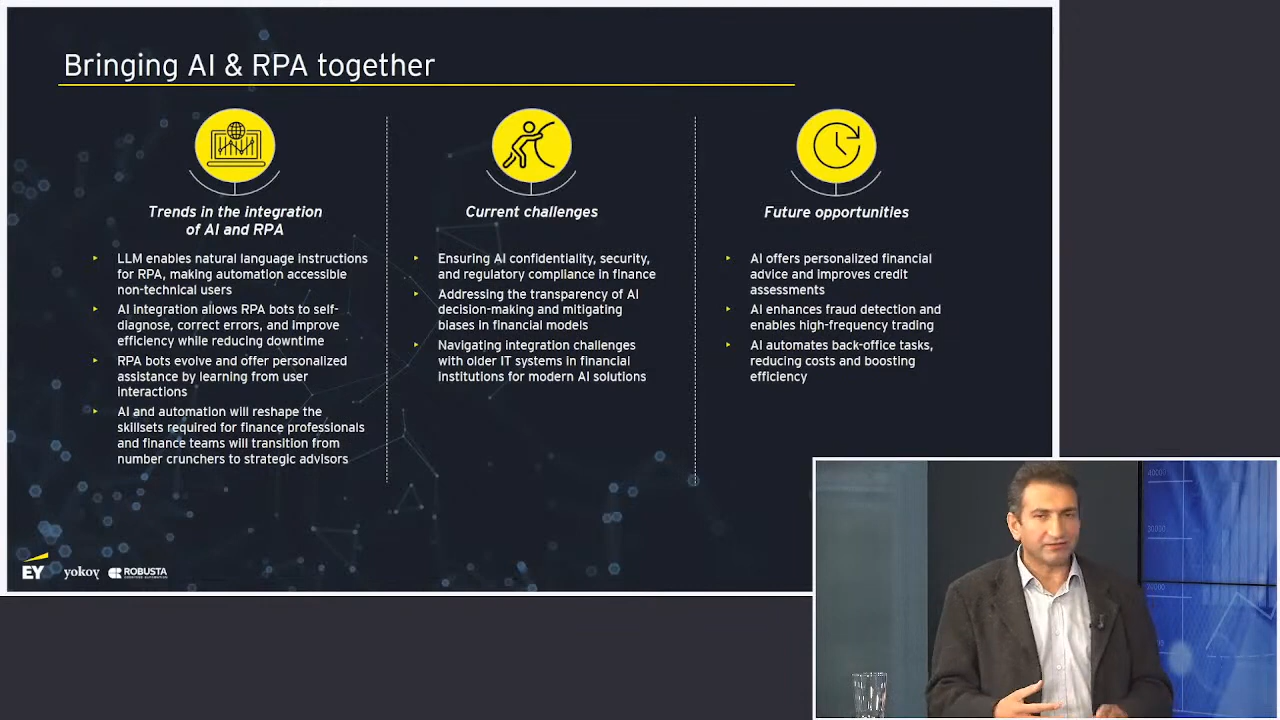 Bringing AI & RPA together
Trends in the integration
of AI and RPA
LLM enables natural language instructions
for RPA, making automation accessible
non-technical users
AI integration allows RPA bots to self-
diagnose, correct errors, and improve
efficiency while reducing downtime
RPA bots evolve and offer personalized
assistance by learning from user
interactions
AI and automation will reshape the
skillsets required for finance professionals
and finance teams will transition from
number crunchers to strategic advisors
Current challenges
Ensuring AI confidentiality, security,
and regulatory compliance in finance
Addressing the transparency of AI
decision-making and mitigating
biases in financial models
Navigating integration challenges
with older IT systems in financial
institutions for modern AI solutions
Future opportunities
AI offers personalized financial
advice and improves credit
assessments
AI enhances fraud detection and
enables high-frequency trading
AI automates back-office tasks,
reducing costs and boosting
efficiency
EY yokoy ROBUSTA
40000
30000